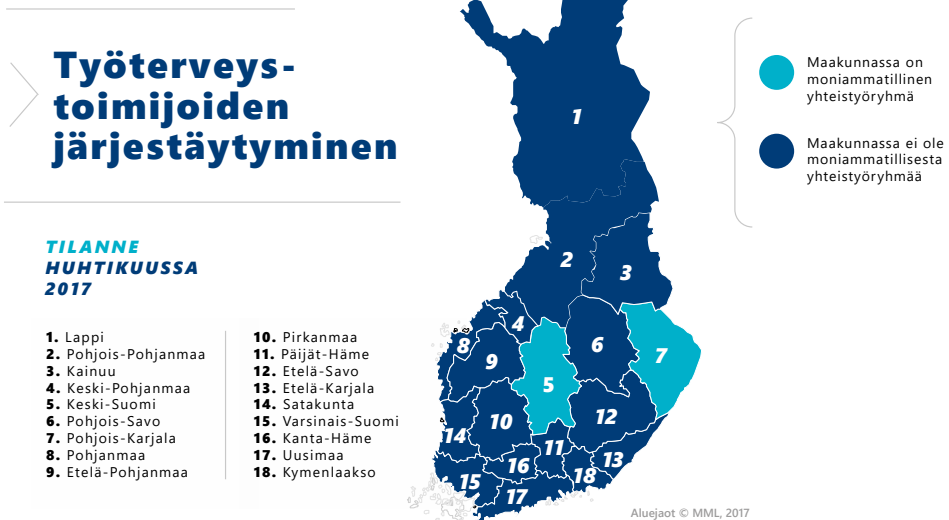 Työterveys-
toimijoiden
järjestäytyminen
TILANNE
HUHTIKUUSSA
2017
1. Lappi
2. Pohjois-Pohjanmaa
3. Kainuu
4. Keski-Pohjanmaa
5. Keski-Suomi
6. Pohjois-Savo
7. Pohjois-Karjala
8. Pohjanmaa
9. Etelä-Pohjanmaa
10. Pirkanmaa
11. Päijät-Häme
12. Etelä-Savo
13. Etelä-Karjala
14. Satakunta
15. Varsinais-Suomi
16. Kanta-Häme
17. Uusimaa
18. Kymenlaakso
1
2
3
4
8
9
6
7
5
10
12
14
11
13
16
18
15
17
Maakunnassa on
moniammatillinen
yhteistyöryhmä
Maakunnassa ei ole
moniammatillisesta
yhteistyöryhmää
Aluejaot © MML, 2017